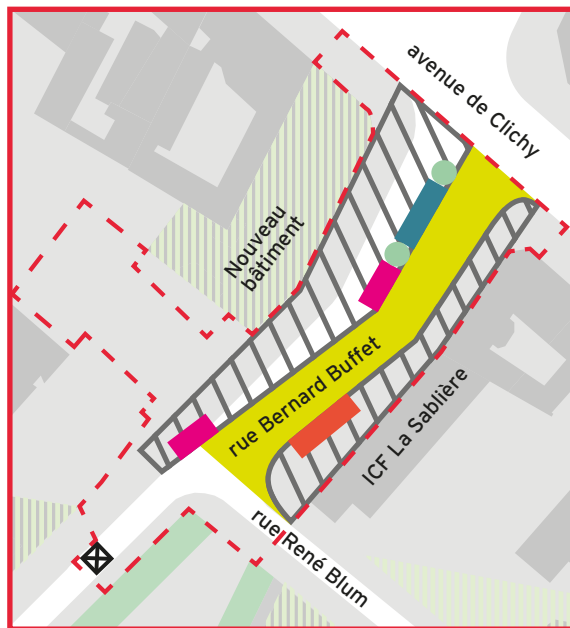 avenue de Clichy
Nouveau
bâtiment
rue Bernard Buffet
ICF La Sablière
rue René Blum